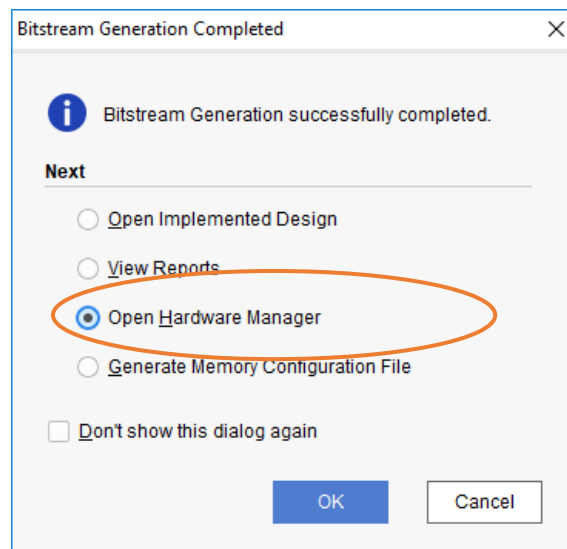 Bitstream Generation Completed
Bitstream Generation successfully completed.
Next
Open Implemented Design
View Reports
Open Hardware Manager
Generate Memory Configuration File
Don't show this dialog again
OK
Cancel